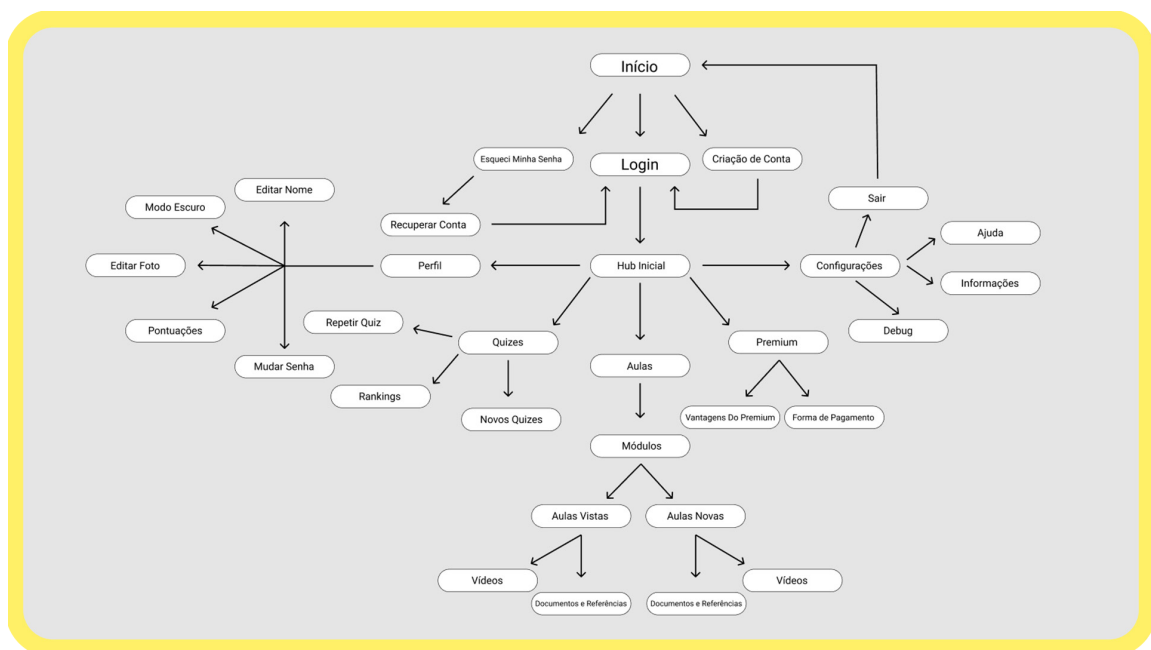 Início
Esqueci Minha Senha
Login
Criação de Conta
Editar Nome
Sair
Modo Escuro
Recuperar Conta
Ajuda
Editar Foto
Perfil
Hub Inicial
Configurações
Informações
Repetir Quiz
Pontuações
Debug
Quizes
Premium
Mudar Senha
Aulas
Rankings
Novos Quizes
Vantagens Do Premium
Forma de Pagamento
Módulos
Aulas Vistas
Aulas Novas
Vídeos
Vídeos
Documentos e Referências
Documentos e Referências